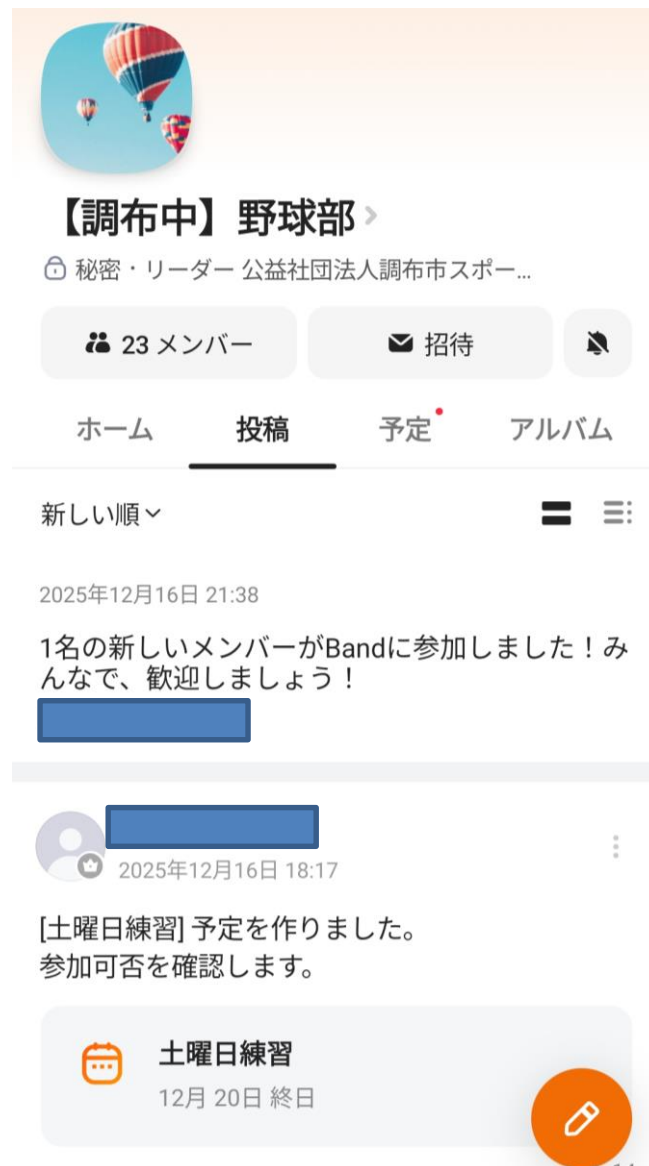 【調布中】野球部
秘密・リーダー 公益社団法人調布市スポー...
23 メンバー
招待
ホーム
投稿
予定
アルバム
新しい順
2025年12月16日 21:38
1名の新しいメンバーがBandに参加しました！み
んなで、歓迎しましょう！
2025年12月16日 18:17
[土曜日練習] 予定を作りました。
参加可否を確認します。
土曜日練習
12月 20日 終日